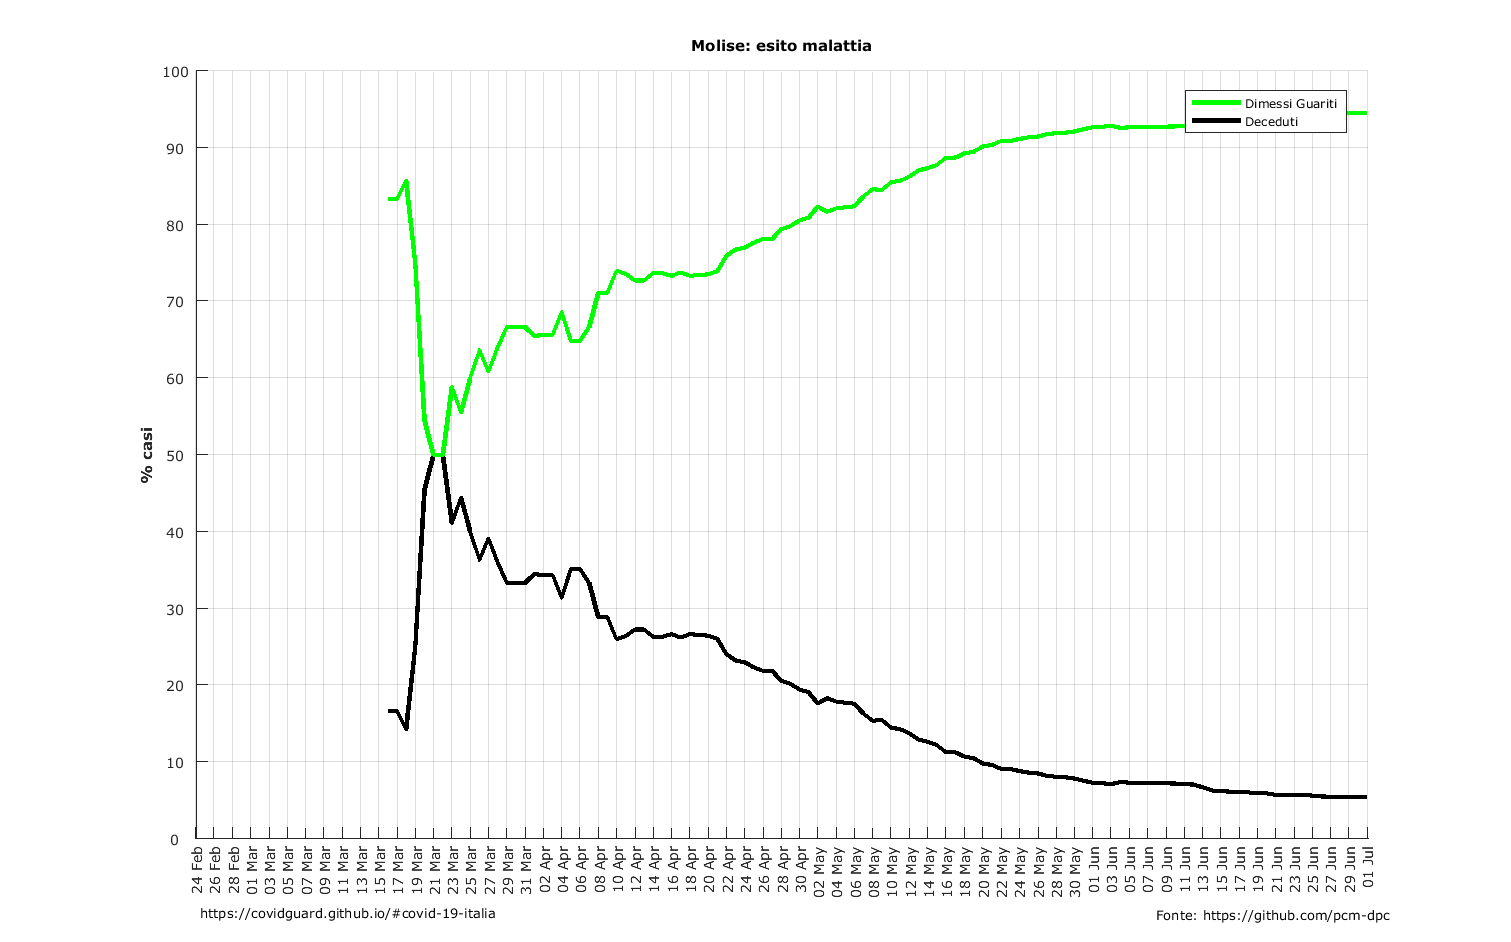 Molise: esito malattia
100
90
80
70
60
50
40
30
20
10
0
% casi
Dimessi Guariti
Deceduti
24 Feb
26 Feb
28 Feb
01 Mar
03 Mar
05 Mar
07 Mar
09 Mar
11 Mar
13 Mar
15 Mar
17 Mar
19 Mar
21 Mar
23 Mar
25 Mar
27 Mar
29 Mar
31 Mar
02 Apr
04 Apr
06 Apr
08 Apr
10 Apr
12 Apr
14 Apr
16 Apr
18 Apr
20 Apr
22 Apr
24 Apr
26 Apr
28 Apr
30 Apr
02 May
04 May
06 May
08 May
10 May
12 May
14 May
16 May
18 May
20 May
22 May
24 May
26 May
28 May
30 May
01 Jun
03 Jun
05 Jun
07 Jun
09 Jun
11 Jun
13 Jun
15 Jun
17 Jun
19 Jun
21 Jun
23 Jun
25 Jun
27 Jun
29 Jun
01 Jul
https://covidguard.github.io/#covid-19-italia
Fonte: https://github.com/pcm-dpc